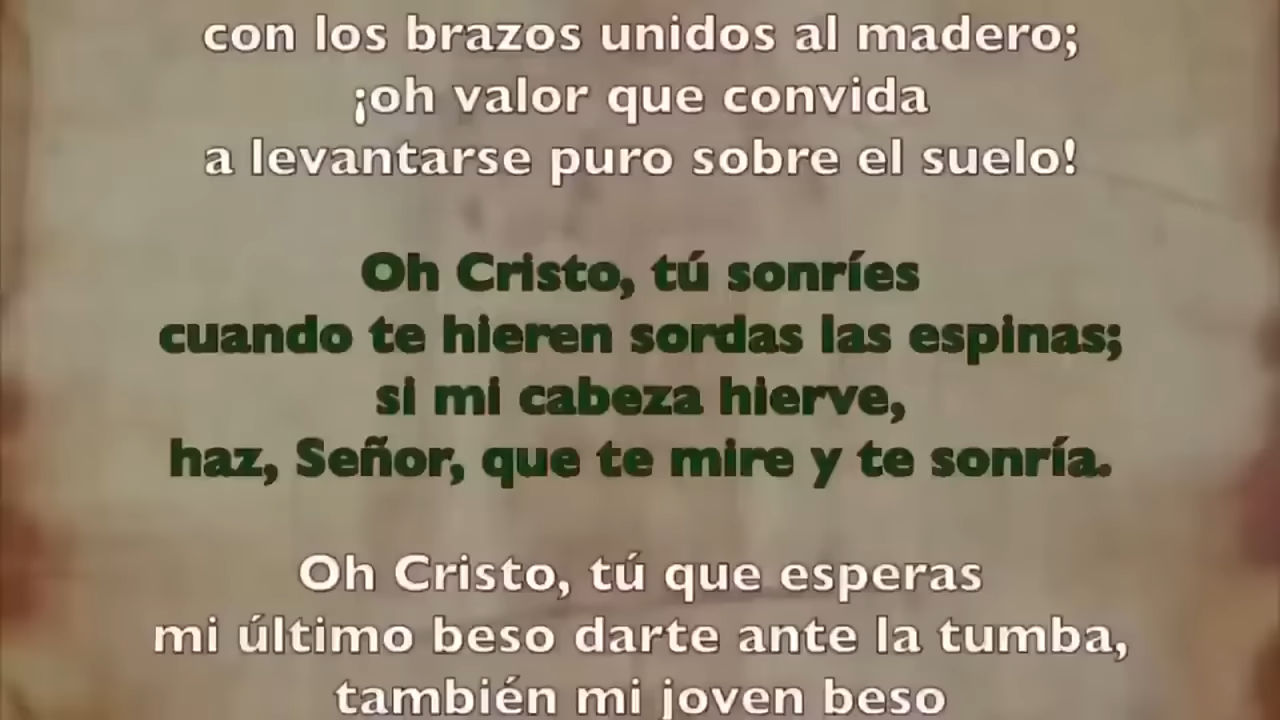 con los brazos unidos al madero;
¡oh valor que convida
a levantarse puro sobre el suelo!
Oh Cristo, tú sonríes
cuando te hieren sordas las espinas;
si mi cabeza hierve,
haz, Señor, que te mire y te sonría.
Oh Cristo, tú que esperas
mi último beso darte ante la tumba,
también mi joven beso